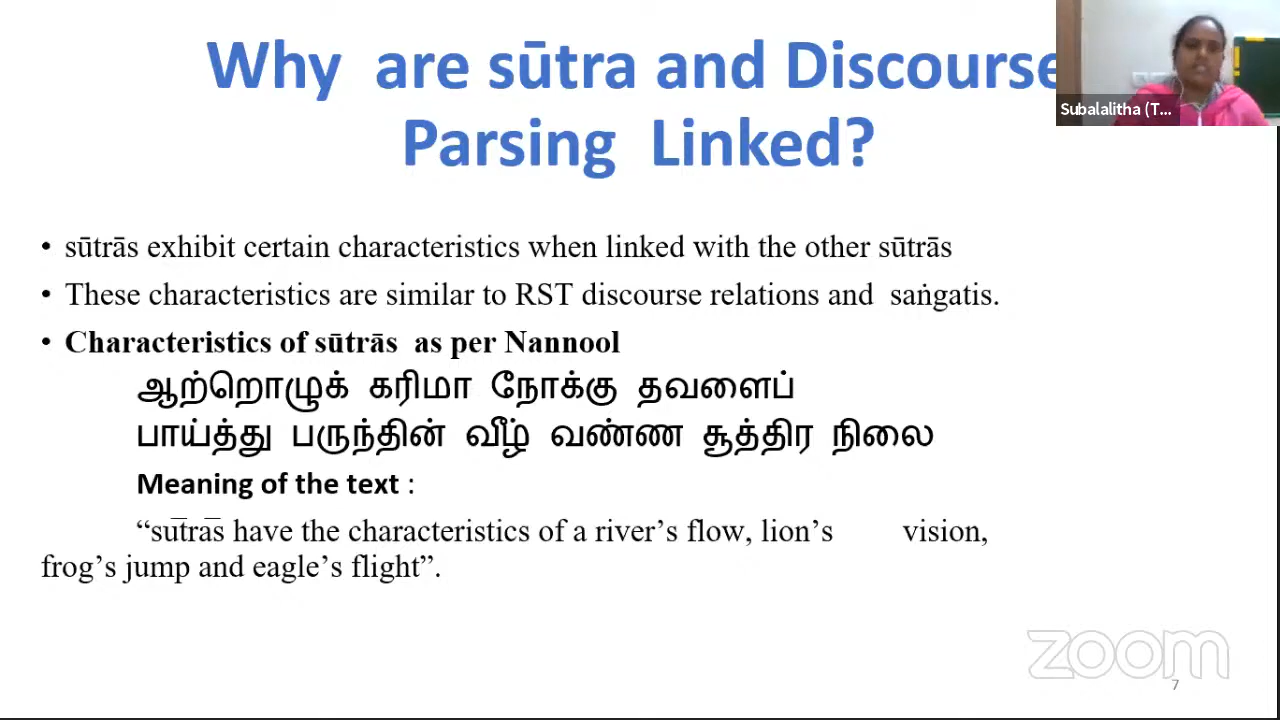 Why are sūtra and Discourse
Parsing Linked?
Subalalitha (T...
• sūtrās exhibit certain characteristics when linked with the other sūtrās
• These characteristics are similar to RST discourse relations and saṅgatis.
• Characteristics of sūtrās as per Nannool
ஆற்றொழுக் கரிமா நோக்கு தவளைப்
பாய்த்து பருந்தின் வீழ் வண்ண சூத்திர நிலை
Meaning of the text :
“sūtrās have the characteristics of a river’s flow, lion’s vision,
frog’s jump and eagle’s flight”.
zoom
7